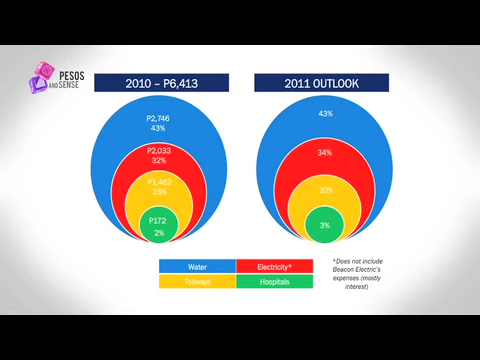 PESOS
AND SENSE
2010 – P6,413
2011 OUTLOOK
P2,746
43%
P2,033
32%
P1,462
23%
P172
2%
43%
34%
20%
3%
Water
Electricity*
Tollways
Hospitals
*Does not include
Beacon Electric's
expenses (mostly
interest)